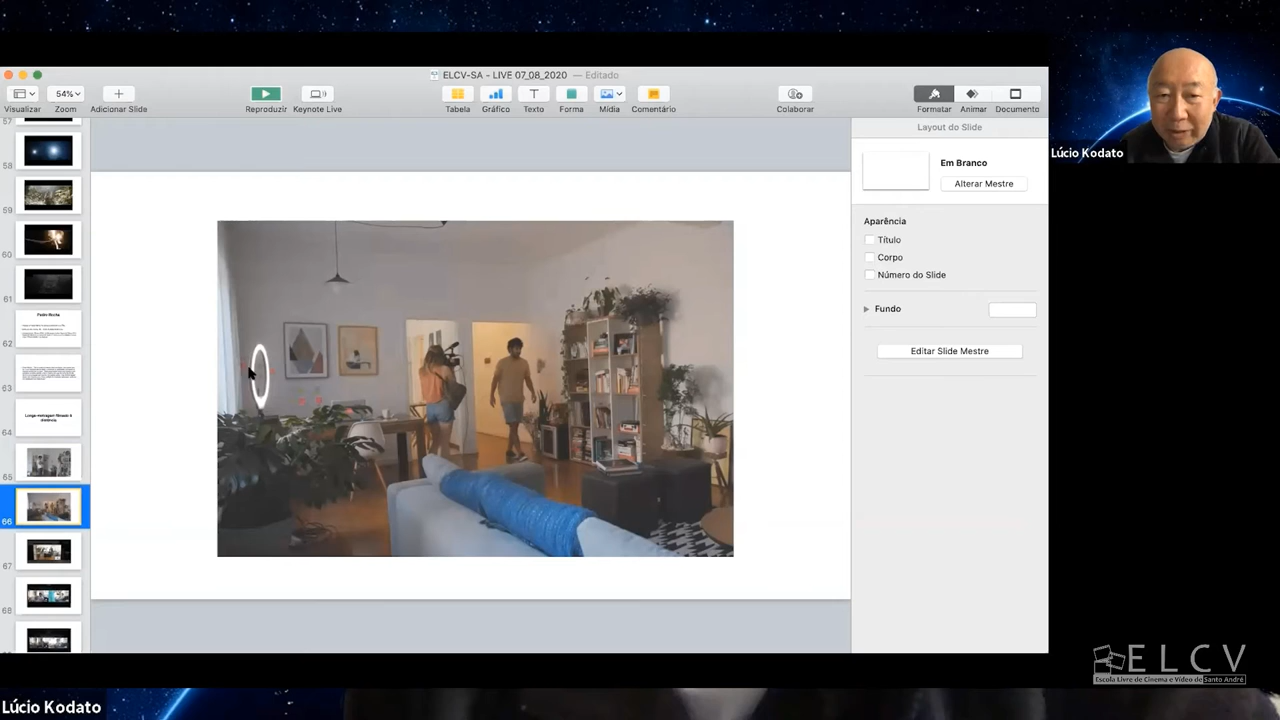 ELCV-SA - LIVE 07_08_2020 — Editado
Visualizar
54%
Zoom
Adicionar Slide
Reproduzir
Keynote Live
Tabela
Gráfico
Texto
Forma
Mídia
Comentário
Colaborar
Formatar
Animar
Documento
57
58
59
60
61
Pedro Rocha
62
63
Longa-metragem filmado à
distância
64
65
66
67
68
Layout do Slide
Em Branco
Alterar Mestre
Aparência
Título
Corpo
Número do Slide
Fundo
Editar Slide Mestre
Lúcio Kodato
ELCV
Escola Livre de Cinema e Vídeo de Santo André
Lúcio Kodato